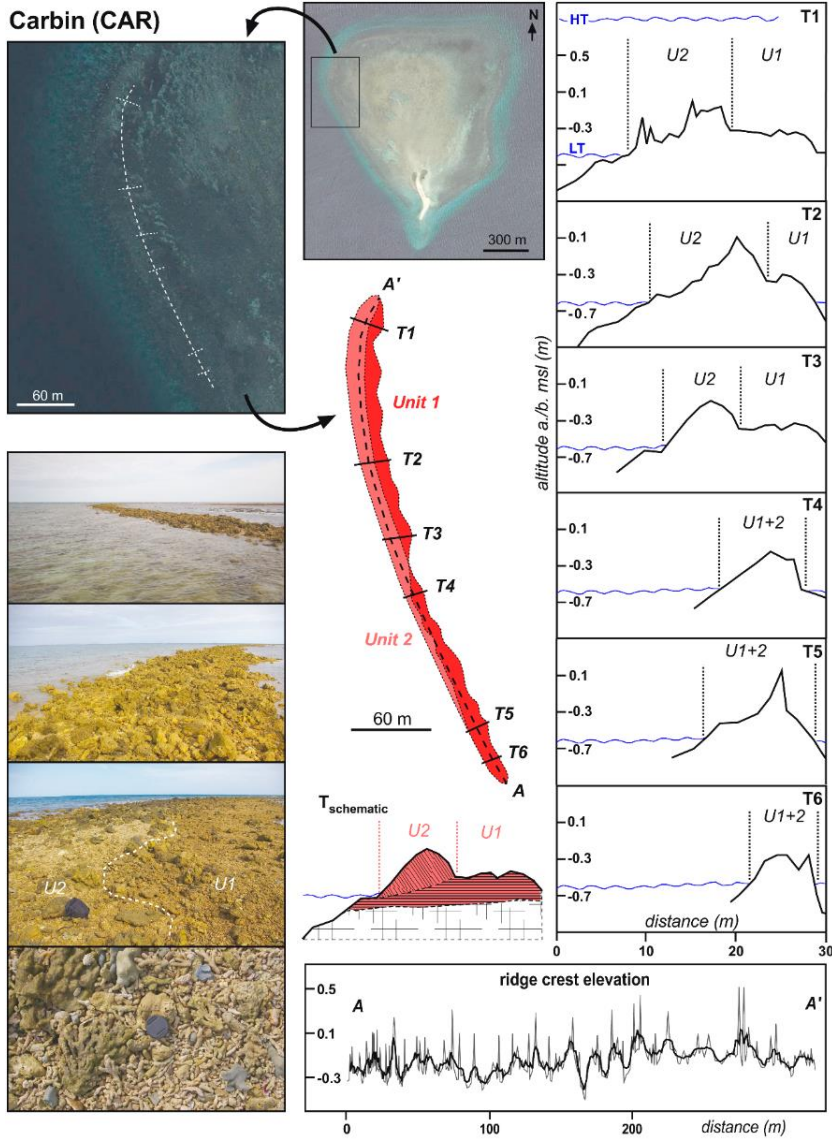 Carbin (CAR)
60 m
N
300 m
A'
T1
Unit 1
T2
T3
T4
Unit 2
60 m
T5
T6
A
T schematic
U2 U1
U2 U1
altitude a./b. msl (m)
HT T1
0.5 U2 U1
0.1
-0.3
LT
T2
0.1 U2 U1
-0.3
-0.7
T3
0.1 U2 U1
-0.3
-0.7
T4
0.1 U1+2
-0.3
-0.7
U1+2 T5
0.1
-0.3
-0.7
T6
0.1 U1+2
-0.3
-0.7
distance (m)
0 10 20 30
ridge crest elevation
0.5 A A'
0.1
-0.3
0 100 200 distance (m)